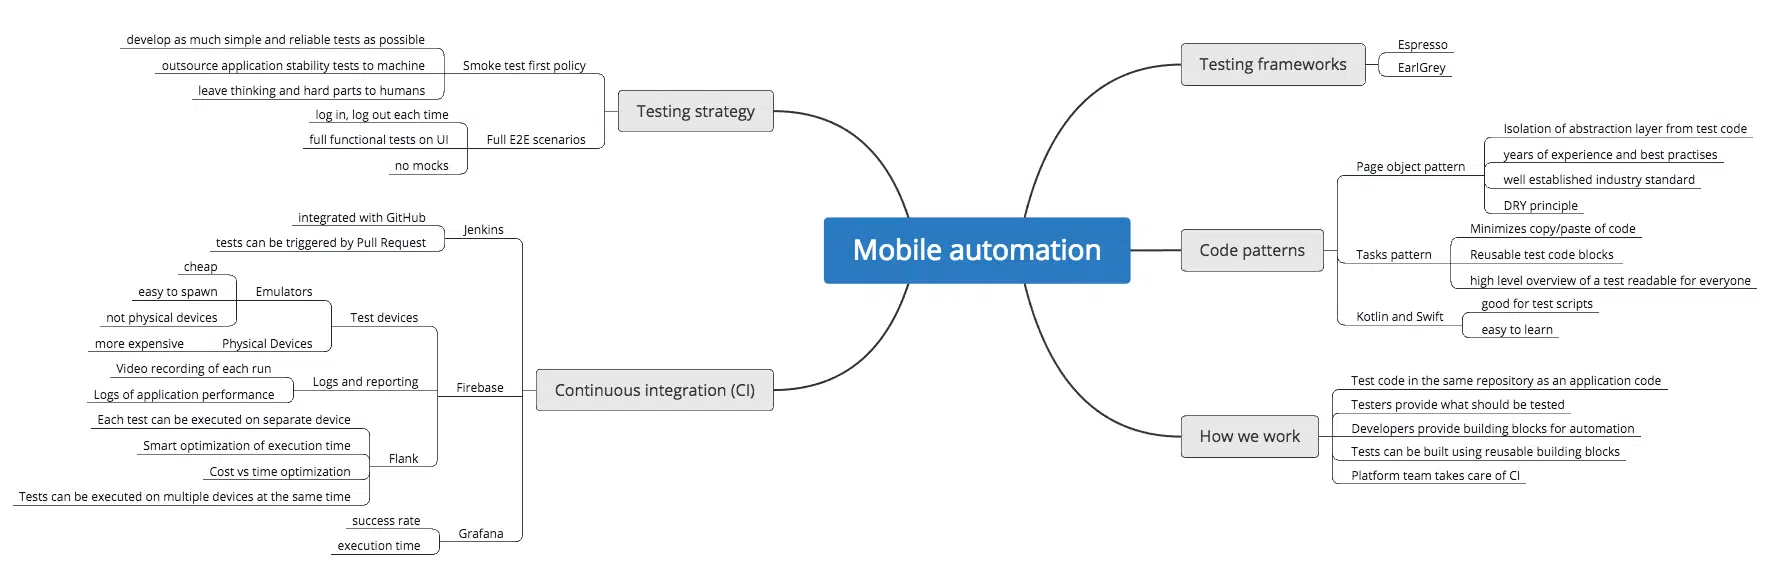 Mobile automation
Testing strategy
Smoke test first policy
develop as much simple and reliable tests as possible
outsource application stability tests to machine
leave thinking and hard parts to humans
Full E2E scenarios
log in, log out each time
full functional tests on UI
no mocks
Continuous integration (CI)
Jenkins
integrated with GitHub
tests can be triggered by Pull Request
Firebase
Test devices
Emulators
cheap
easy to spawn
not physical devices
Physical Devices
more expensive
Logs and reporting
Video recording of each run
Logs of application performance
Flank
Each test can be executed on separate device
Smart optimization of execution time
Cost vs time optimization
Tests can be executed on multiple devices at the same time
Grafana
success rate
execution time
Testing frameworks
Espresso
EarlGrey
Code patterns
Page object pattern
Isolation of abstraction layer from test code
years of experience and best practises
well established industry standard
DRY principle
Tasks pattern
Minimizes copy/paste of code
Reusable test code blocks
high level overview of a test readable for everyone
Kotlin and Swift
good for test scripts
easy to learn
How we work
Test code in the same repository as an application code
Testers provide what should be tested
Developers provide building blocks for automation
Tests can be built using reusable building blocks
Platform team takes care of CI